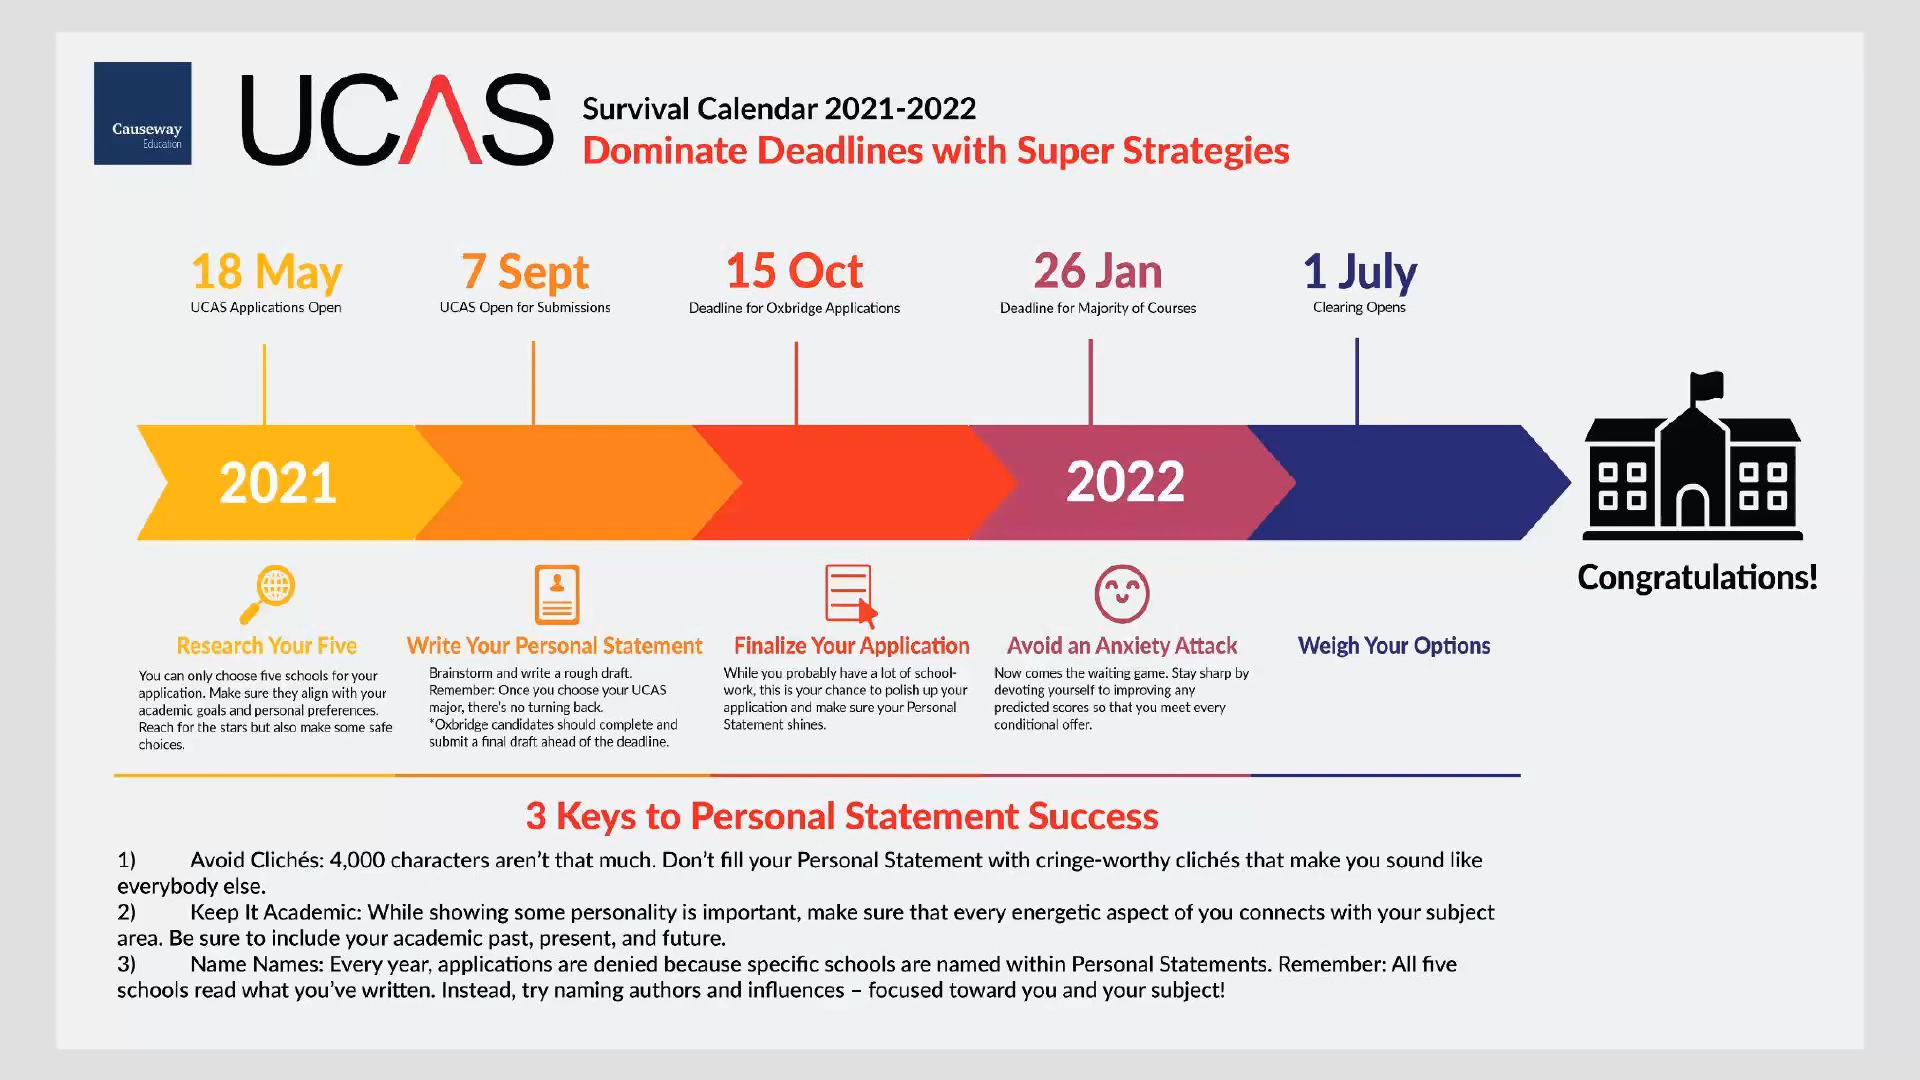 Causeway
Education
UCAS
Survival Calendar 2021-2022
Dominate Deadlines with Super Strategies
18 May
UCAS Applications Open
7 Sept
UCAS Open for Submissions
15 Oct
Deadline for Oxbridge Applications
26 Jan
Deadline for Majority of Courses
1 July
Clearing Opens
2021
2022
Congratulations!
Research Your Five
You can only choose five schools for your
application. Make sure they align with your
academic goals and personal preferences.
Reach for the stars but also make some safe
choices.
Write Your Personal Statement
Brainstorm and write a rough draft.
Remember: Once you choose your UCAS
major, there's no turning back.
*Oxbridge candidates should complete and
submit a final draft ahead of the deadline.
Finalize Your Application
While you probably have a lot of school-
work, this is your chance to polish up your
application and make sure your Personal
Statement shines.
Avoid an Anxiety Attack
Now comes the waiting game. Stay sharp by
devoting yourself to improving any
predicted scores so that you meet every
conditional offer.
Weigh Your Options
3 Keys to Personal Statement Success
1) Avoid Clichés: 4,000 characters aren't that much. Don't fill your Personal Statement with cringe-worthy clichés that make you sound like
everybody else.
2) Keep It Academic: While showing some personality is important, make sure that every energetic aspect of you connects with your subject
area. Be sure to include your academic past, present, and future.
3) Name Names: Every year, applications are denied because specific schools are named within Personal Statements. Remember: All five
schools read what you've written. Instead, try naming authors and influences – focused toward you and your subject!